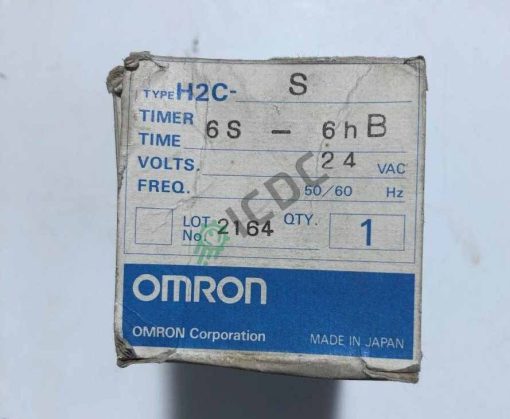 TYPE H2C- S
TIMER
TIME 6S - 6h B
VOLTS. 24 VAC
FREQ. 50/60 Hz
LOT No. 2164 QTY. 1
ICDC
OMRON
OMRON Corporation MADE IN JAPAN